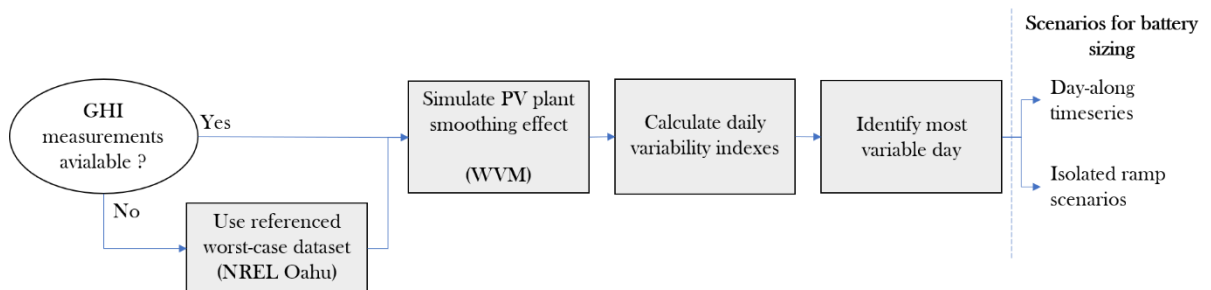 GHI
measurements
avialable ?
Yes
No
Use referenced
worst-case dataset
(NREL Oahu)
Simulate PV plant
smoothing effect
(WVM)
Calculate daily
variability indexes
Identify most
variable day
Scenarios for battery
sizing
Day-along
timeseries
Isolated ramp
scenarios